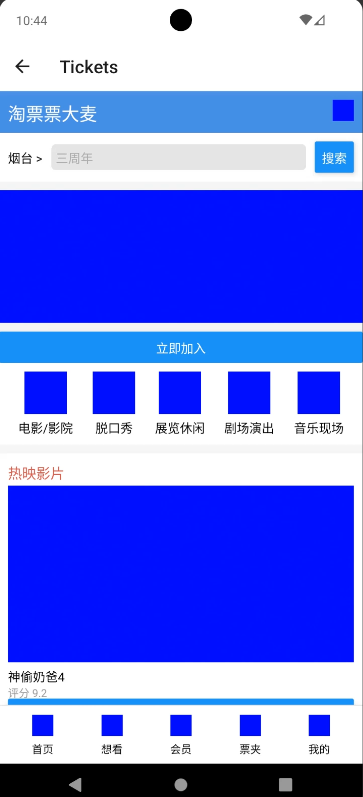 10:44
Tickets
淘票票大麦
烟台 > 三周年 搜索
立即加入
电影/影院 脱口秀 展览休闲 剧场演出 音乐现场
热映影片
神偷奶爸4
评分 9.2
首页 想看 会员 票夹 我的